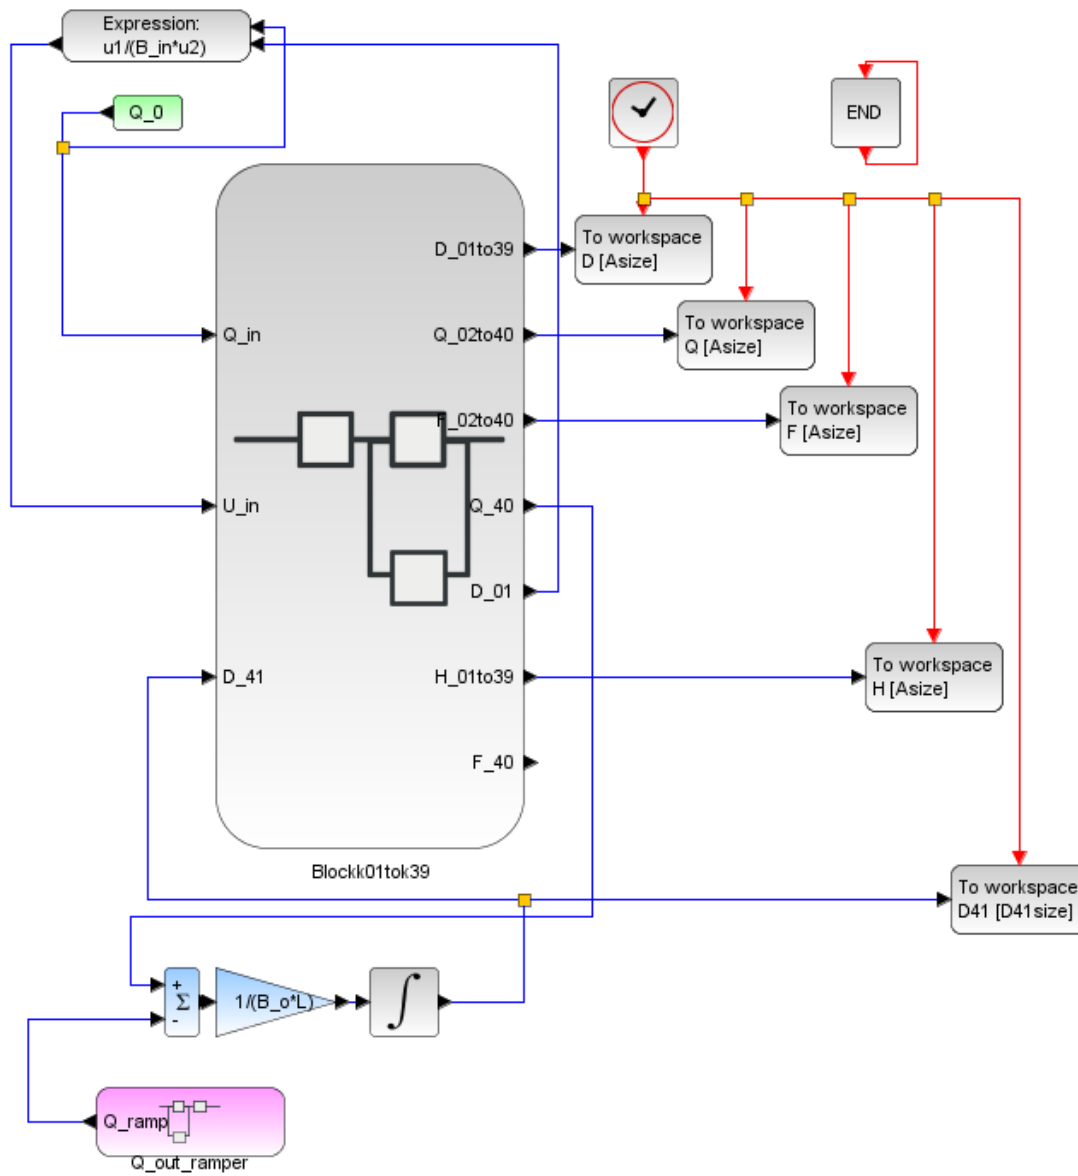 Expression:
u1/(B_in*u2)
Q_0
END
D_01to39
To workspace
D [Asize]
Q_in
Q_02to40
To workspace
Q [Asize]
F_02to40
To workspace
F [Asize]
U_in
Q_40
D_01
D_41
H_01to39
To workspace
H [Asize]
F_40
Blockk01tok39
To workspace
D41 [D41size]
+
Σ
-
1/(B_o*L)
∫
Q_ramp
Q_out_ramper